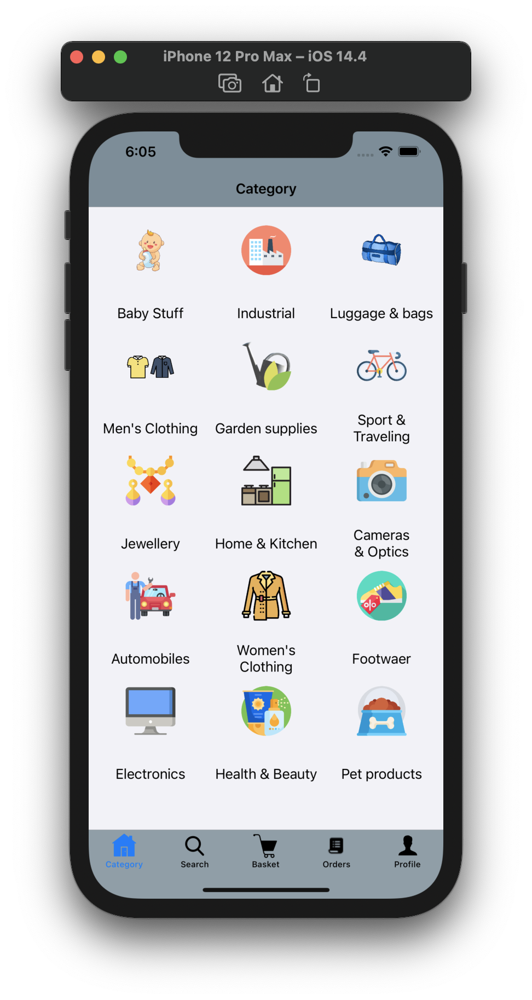 iPhone 12 Pro Max – iOS 14.4
6:05
Category
Baby Stuff
Industrial
Luggage & bags
Men's Clothing
Garden supplies
Sport &
Traveling
Jewellery
Home & Kitchen
Cameras
& Optics
Automobiles
Women's
Clothing
Footwaer
%
Electronics
Health & Beauty
Pet products
Category
Search
Basket
Orders
Profile